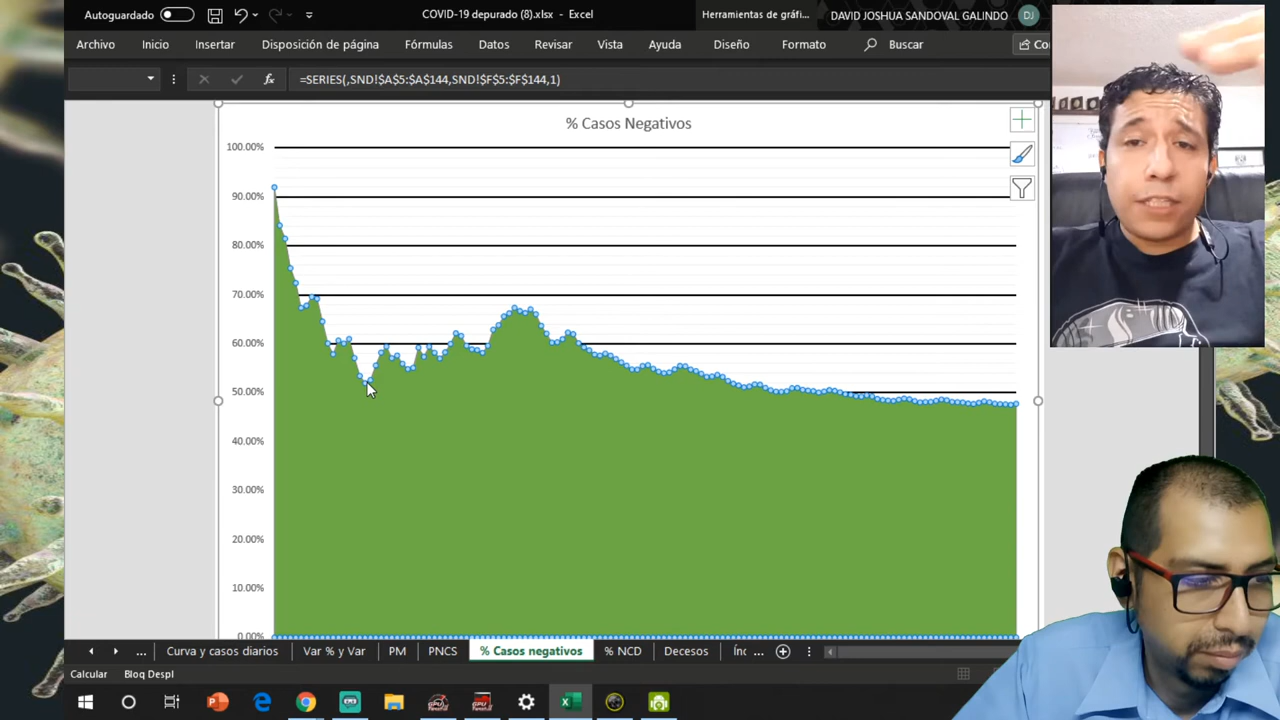 Autoguardado
COVID-19 depurado (8).xlsx - Excel
Herramientas de gráfi...
DAVID JOSHUA SANDOVAL GALINDO
DJ
Archivo
Inicio
Insertar
Disposición de página
Fórmulas
Datos
Revisar
Vista
Ayuda
Diseño
Formato
Buscar
Co
fx
=SERIES(,SND!$A$5:$A$144,SND!$F$5:$F$144,1)
% Casos Negativos
100.00%
90.00%
80.00%
70.00%
60.00%
50.00%
40.00%
30.00%
20.00%
10.00%
0.00%
...
Curva y casos diarios
Var % y Var
PM
PNCS
% Casos negativos
% NCD
Decesos
Índ ...
Calcular
Bloq Despl